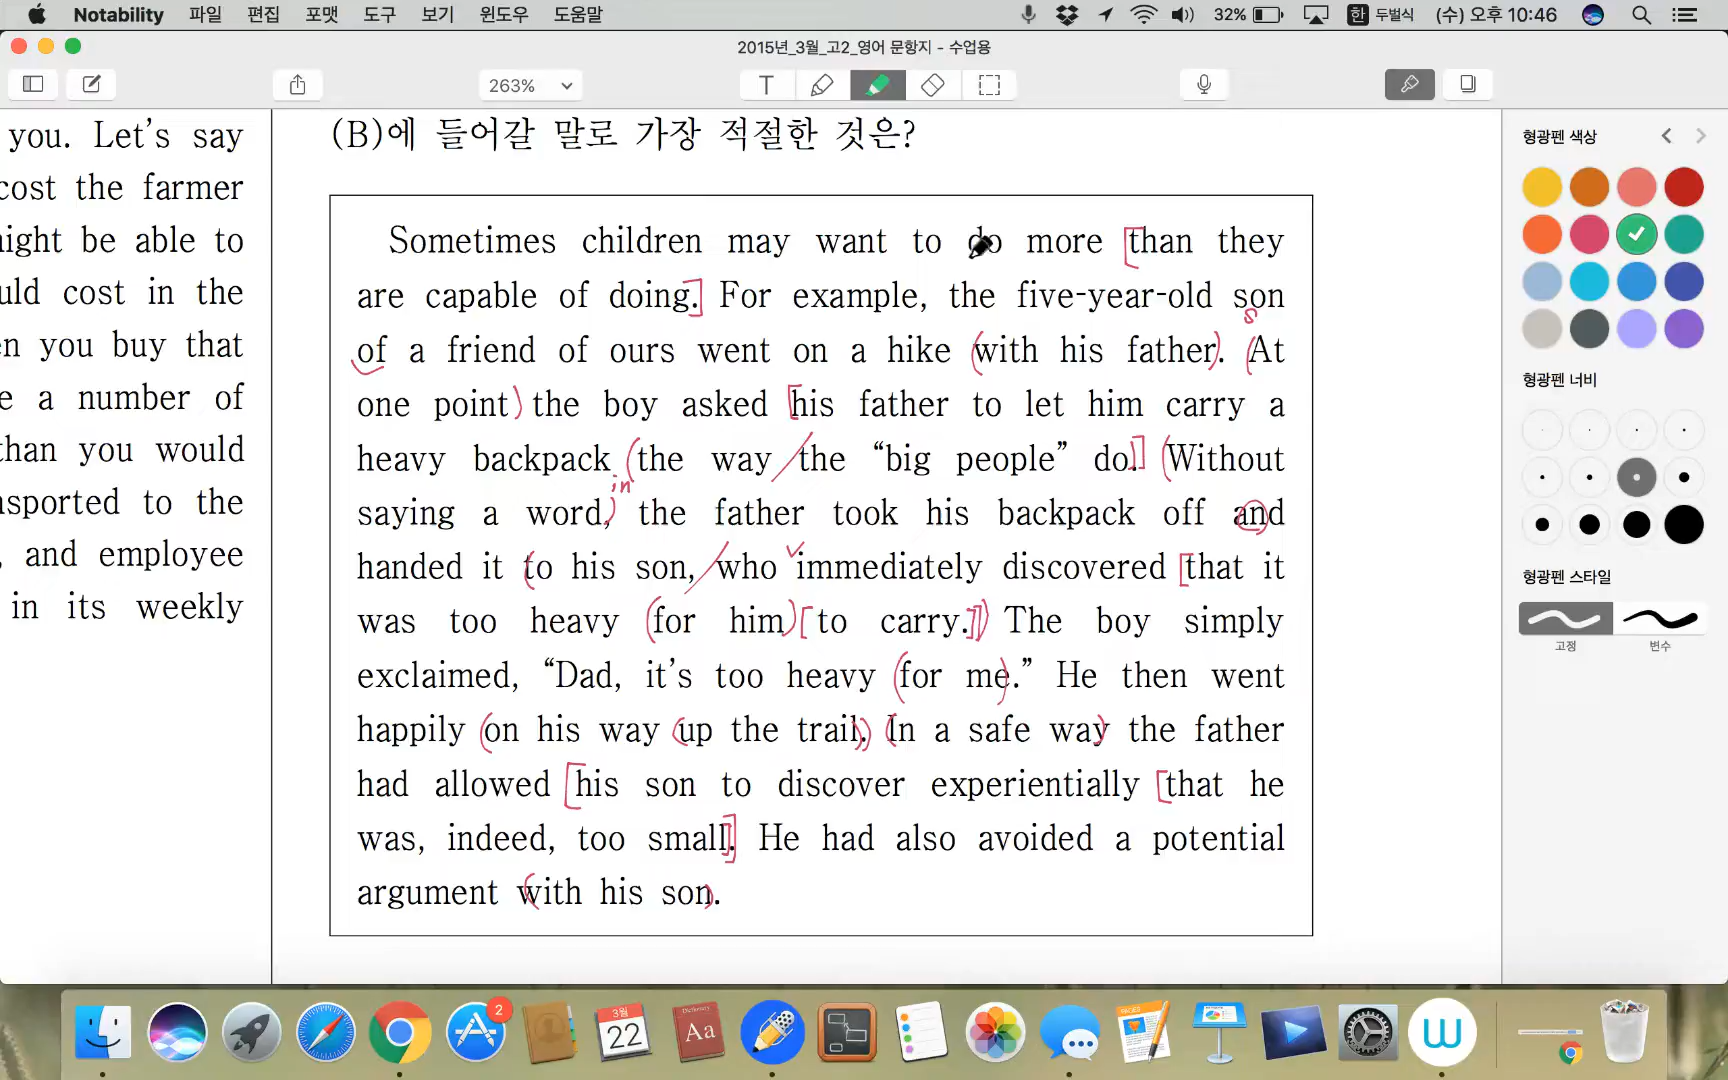 Notability 파일 편집 포맷 도구 보기 윈도우 도움말 32% 한 두벌식 (수) 오후 10:46
2015년_3월_고2_영어 문항지 - 수업용
263% T
you. Let's say
cost the farmer
ight be able to
uld cost in the
en you buy that
e a number of
than you would
nsported to the
, and employee
in its weekly
(B)에 들어갈 말로 가장 적절한 것은?
Sometimes children may want to do more [than they
are capable of doing.] For example, the five-year-old son
s
of a friend of ours went on a hike (with his father). (At
one point) the boy asked [his father to let him carry a
heavy backpack (the way / the “big people” do.] (Without
in
saying a word,) the father took his backpack off and
handed it (to his son, / who immediately discovered [that it
was too heavy (for him) [to carry.]]) The boy simply
exclaimed, “Dad, it's too heavy (for me).” He then went
happily (on his way (up the trail.)) (In a safe way) the father
had allowed [his son to discover experientially [that he
was, indeed, too small.] He had also avoided a potential
argument (with his son).
형광펜 색상
형광펜 너비
형광펜 스타일
고정 변수
2
3월
22
Dictionary
Aa
PAGES
W